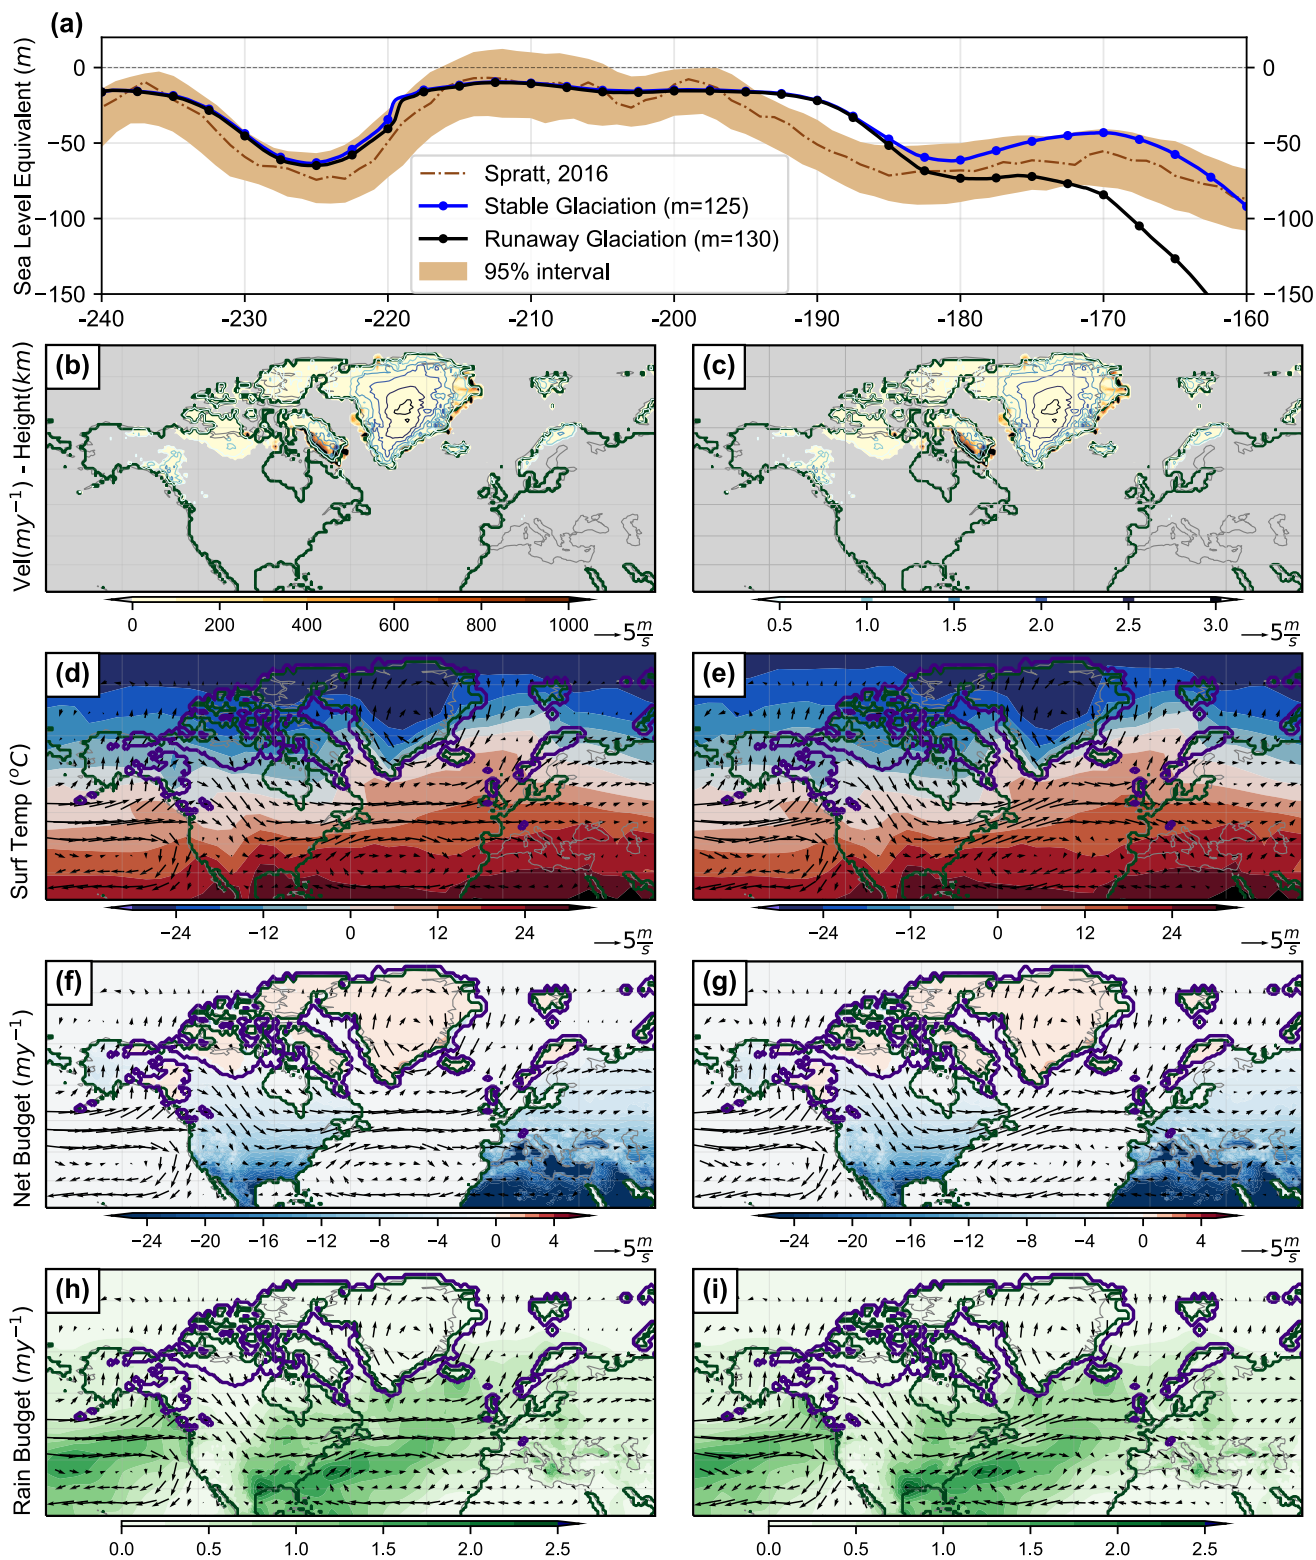 (a)
Sea Level Equivalent (m)
0
−50
−100
−150
0
−50
−100
−150
Spratt, 2016
Stable Glaciation (m=125)
Runaway Glaciation (m=130)
95% interval
-240 -230 -220 -210 -200 -190 -180 -170 -160
(b) (c)
Vel(my⁻¹) - Height(km)
0 200 400 600 800 1000 5 m/s
0.5 1.0 1.5 2.0 2.5 3.0 5 m/s
(d) (e)
Surf Temp (°C)
−24 −12 0 12 24 5 m/s
−24 −12 0 12 24 5 m/s
(f) (g)
Net Budget (my⁻¹)
−24 −20 −16 −12 −8 −4 0 4 5 m/s
−24 −20 −16 −12 −8 −4 0 4 5 m/s
(h) (i)
Rain Budget (my⁻¹)
0.0 0.5 1.0 1.5 2.0 2.5
0.0 0.5 1.0 1.5 2.0 2.5